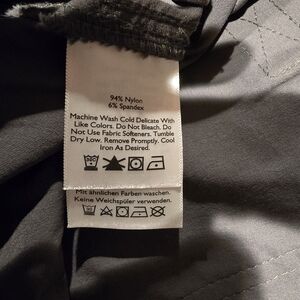 94% Nylon
6% Spandex
Machine Wash Cold Delicate With
Like Colors. Do Not Bleach. Do
Not Use Fabric Softeners. Tumble
Dry Low. Remove Promptly. Cool
Iron As Desired.
Mit ähnlichen Farben waschen.
Keine Weichspüler verwenden.